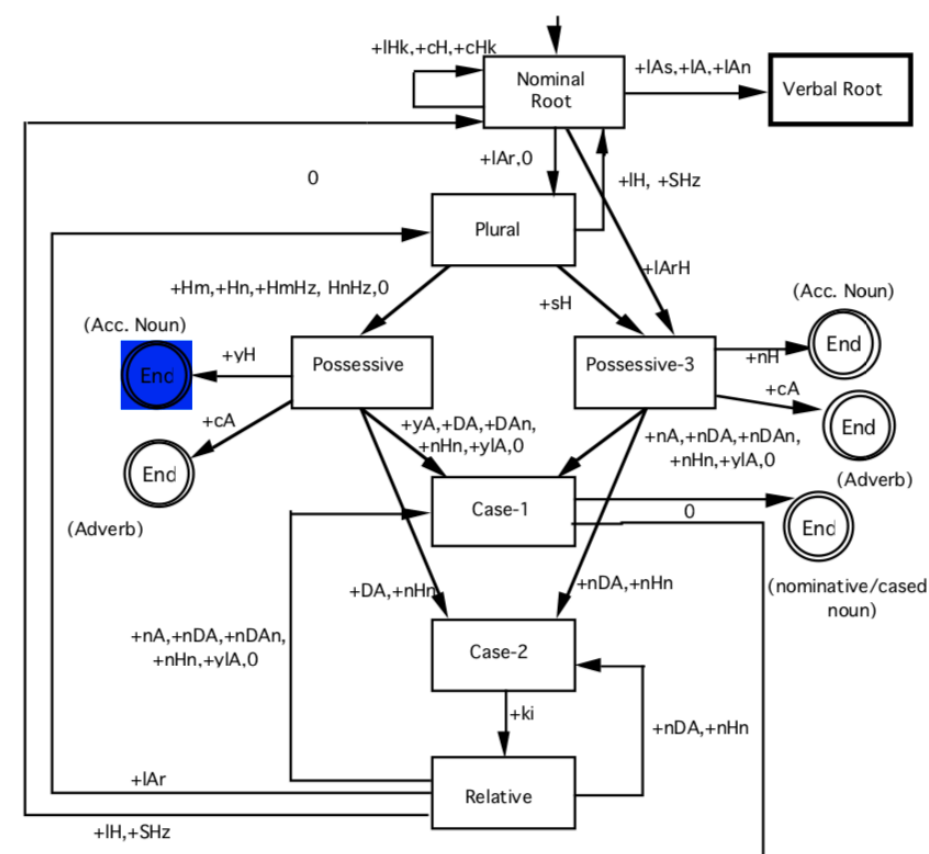 +lHk,+cH,+cHk
Nominal
Root
+lAs,+lA,+lAn
Verbal Root
+lAr,0
+lH, +SHz
0
Plural
+lArH
+Hm,+Hn,+HmHz, HnHz,0
+sH
(Acc. Noun)
(Acc. Noun)
End
+yH
Possessive
Possessive-3
+nH
End
+cA
+cA
End
(Adverb)
+yA,+DA,+DAn,
+nHn,+ylA,0
+nA,+nDA,+nDAn,
+nHn,+ylA,0
End
(Adverb)
Case-1
0
End
(nominative/cased
noun)
+DA,+nHn
+nDA,+nHn
+nA,+nDA,+nDAn,
+nHn,+ylA,0
Case-2
+ki
+nDA,+nHn
+lAr
Relative
+lH,+SHz